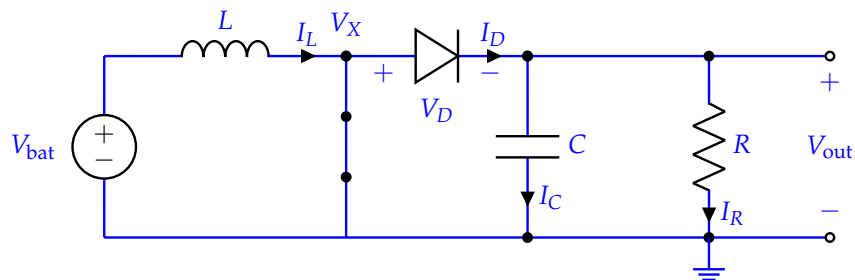 L
I_L
V_X
I_D
+
−
V_D
+
V_bat
+
−
C
R
V_out
I_C
I_R
−